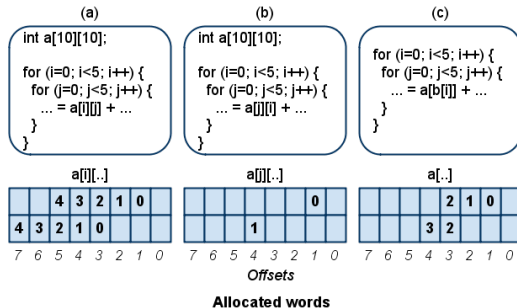 (a) (b) (c)
int a[10][10];
for (i=0; i<5; i++) {
for (j=0; j<5; j++) {
... = a[i][j] + ...
}
}
int a[10][10];
for (i=0; i<5; i++) {
for (j=0; j<5; j++) {
... = a[j][i] + ...
}
}
for (i=0; i<5; i++) {
for (j=0; j<5; j++) {
... = a[b[i]] + ...
}
}
a[i][..] a[j][..] a[..]
4 3 2 1 0 0 2 1 0
4 3 2 1 0 1 3 2
7 6 5 4 3 2 1 0 7 6 5 4 3 2 1 0 7 6 5 4 3 2 1 0
Offsets
Allocated words